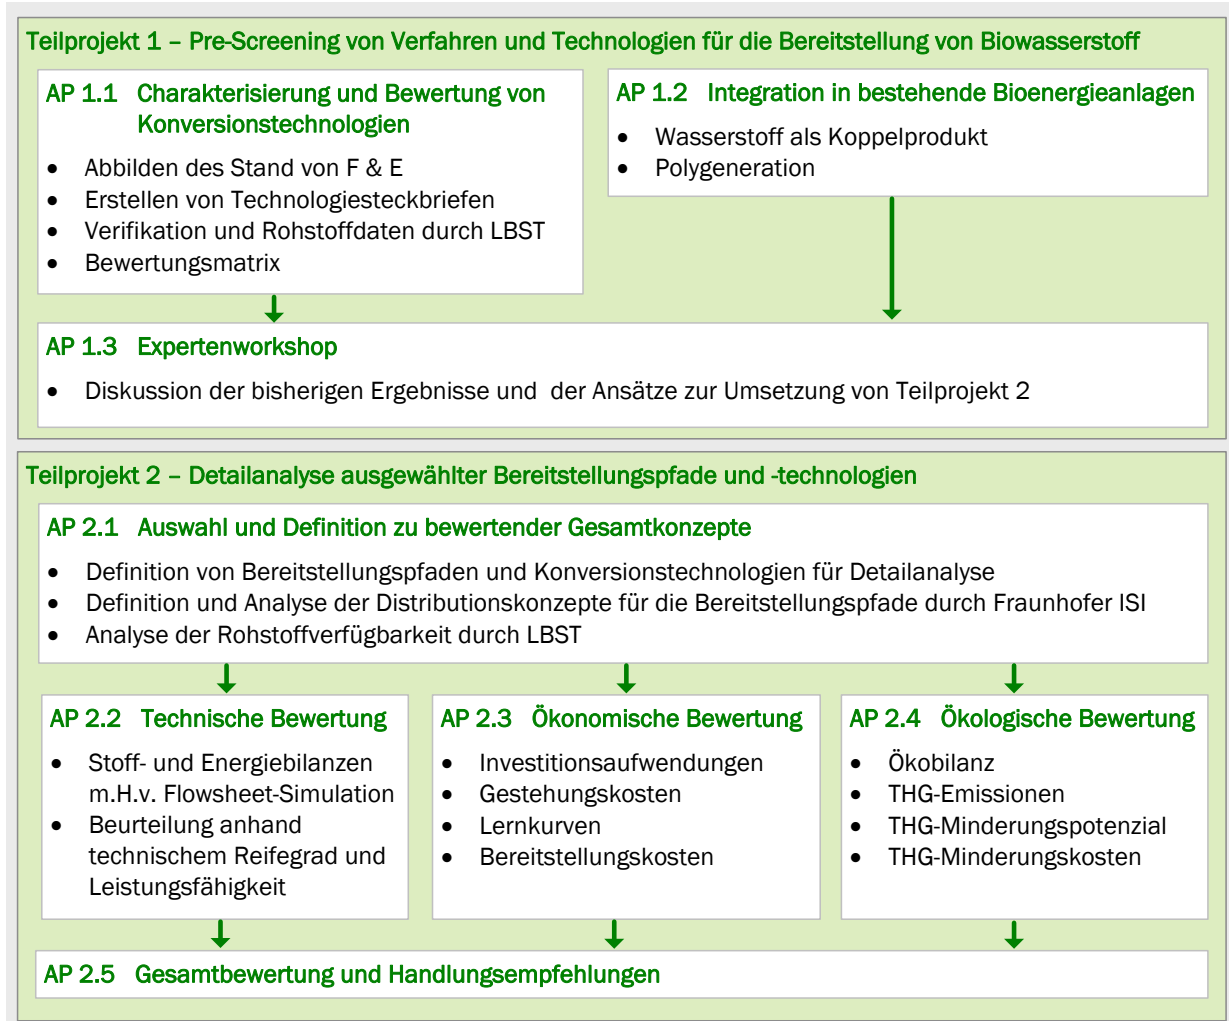 Teilprojekt 1 – Pre-Screening von Verfahren und Technologien für die Bereitstellung von Biowasserstoff
AP 1.1 Charakterisierung und Bewertung von
Konversionstechnologien
• Abbilden des Stand von F & E
• Erstellen von Technologiesteckbriefen
• Verifikation und Rohstoffdaten durch LBST
• Bewertungsmatrix
AP 1.2 Integration in bestehende Bioenergieanlagen
• Wasserstoff als Koppelprodukt
• Polygeneration
AP 1.3 Expertenworkshop
• Diskussion der bisherigen Ergebnisse und der Ansätze zur Umsetzung von Teilprojekt 2
Teilprojekt 2 – Detailanalyse ausgewählter Bereitstellungspfade und -technologien
AP 2.1 Auswahl und Definition zu bewertender Gesamtkonzepte
• Definition von Bereitstellungspfaden und Konversionstechnologien für Detailanalyse
• Definition und Analyse der Distributionskonzepte für die Bereitstellungspfade durch Fraunhofer ISI
• Analyse der Rohstoffverfügbarkeit durch LBST
AP 2.2 Technische Bewertung
• Stoff- und Energiebilanzen
m.H.v. Flowsheet-Simulation
• Beurteilung anhand
technischem Reifegrad und
Leistungsfähigkeit
AP 2.3 Ökonomische Bewertung
• Investitionsaufwendungen
• Gestehungskosten
• Lernkurven
• Bereitstellungskosten
AP 2.4 Ökologische Bewertung
• Ökobilanz
• THG-Emissionen
• THG-Minderungspotenzial
• THG-Minderungskosten
AP 2.5 Gesamtbewertung und Handlungsempfehlungen